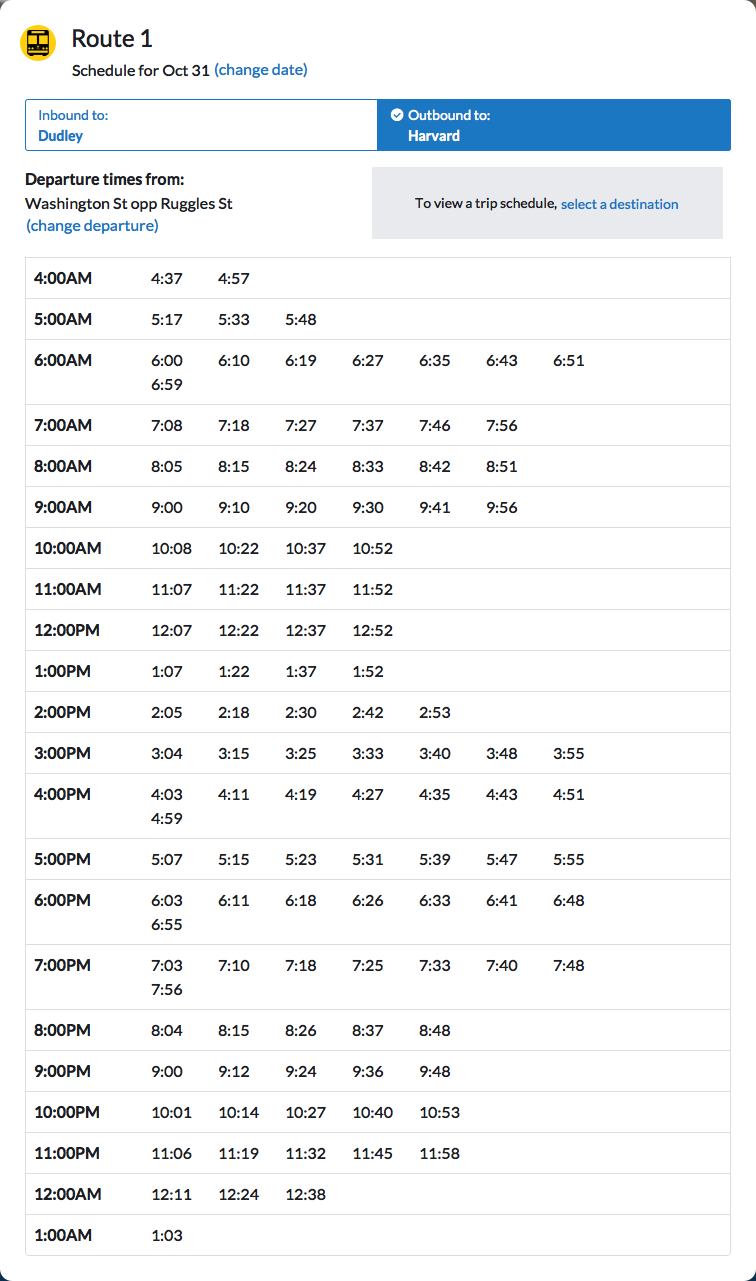 Route 1
Schedule for Oct 31 (change date)
Inbound to:
Dudley
Outbound to:
Harvard
Departure times from:
Washington St opp Ruggles St
(change departure)
To view a trip schedule, select a destination
4:00AM 4:37 4:57
5:00AM 5:17 5:33 5:48
6:00AM 6:00 6:10 6:19 6:27 6:35 6:43 6:51
6:59
7:00AM 7:08 7:18 7:27 7:37 7:46 7:56
8:00AM 8:05 8:15 8:24 8:33 8:42 8:51
9:00AM 9:00 9:10 9:20 9:30 9:41 9:56
10:00AM 10:08 10:22 10:37 10:52
11:00AM 11:07 11:22 11:37 11:52
12:00PM 12:07 12:22 12:37 12:52
1:00PM 1:07 1:22 1:37 1:52
2:00PM 2:05 2:18 2:30 2:42 2:53
3:00PM 3:04 3:15 3:25 3:33 3:40 3:48 3:55
4:00PM 4:03 4:11 4:19 4:27 4:35 4:43 4:51
4:59
5:00PM 5:07 5:15 5:23 5:31 5:39 5:47 5:55
6:00PM 6:03 6:11 6:18 6:26 6:33 6:41 6:48
6:55
7:00PM 7:03 7:10 7:18 7:25 7:33 7:40 7:48
7:56
8:00PM 8:04 8:15 8:26 8:37 8:48
9:00PM 9:00 9:12 9:24 9:36 9:48
10:00PM 10:01 10:14 10:27 10:40 10:53
11:00PM 11:06 11:19 11:32 11:45 11:58
12:00AM 12:11 12:24 12:38
1:00AM 1:03